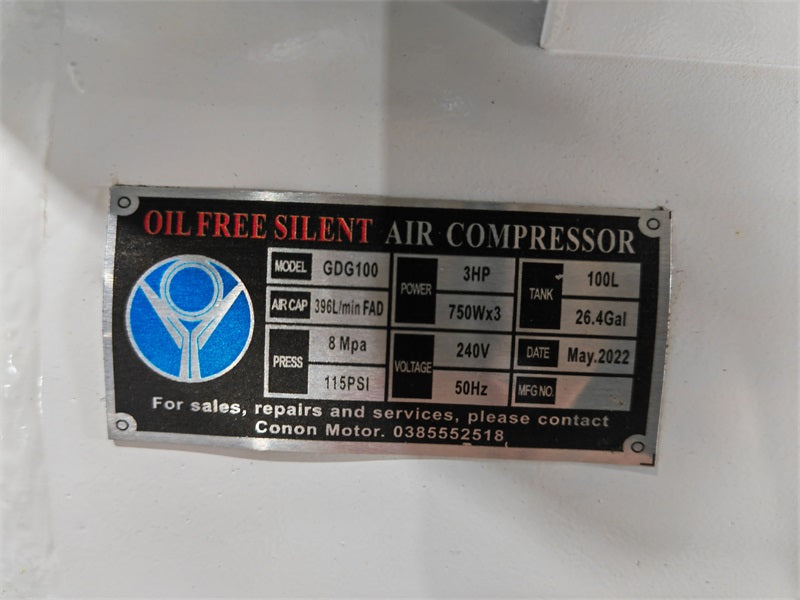 OIL FREE SILENT AIR COMPRESSOR
MODEL GDG100
AIR CAP 396L/min FAD
PRESS 8 Mpa
115PSI
POWER 3HP
750Wx3
VOLTAGE 240V
50Hz
TANK 100L
26.4Gal
DATE May.2022
MFG NO.
For sales, repairs and services, please contact
Conon Motor. 0385552518